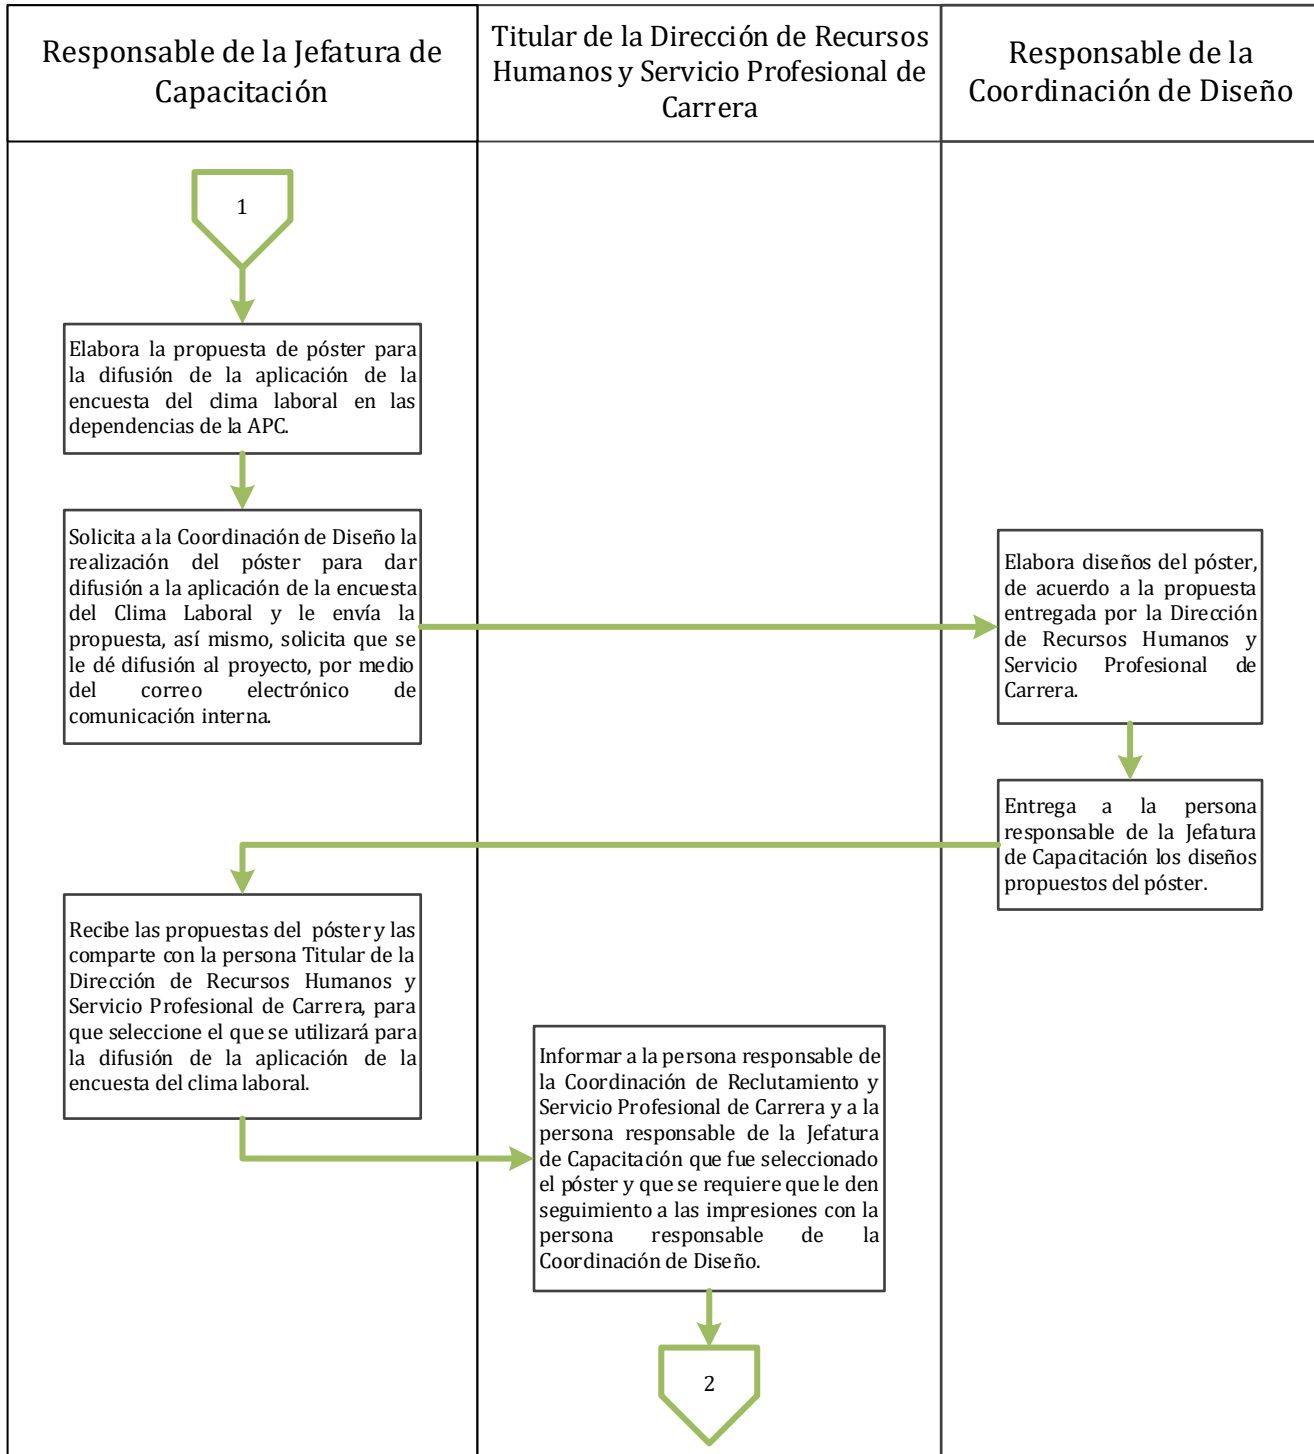 Responsable de la Jefatura de
Capacitación
Titular de la Dirección de Recursos
Humanos y Servicio Profesional de
Carrera
Responsable de la
Coordinación de Diseño
1
Elabora la propuesta de póster para
la difusión de la aplicación de la
encuesta del clima laboral en las
dependencias de la APC.
Solicita a la Coordinación de Diseño la
realización del póster para dar
difusión a la aplicación de la encuesta
del Clima Laboral y le envía la
propuesta, así mismo, solicita que se
le dé difusión al proyecto, por medio
del correo electrónico de
comunicación interna.
Elabora diseños del póster,
de acuerdo a la propuesta
entregada por la Dirección
de Recursos Humanos y
Servicio Profesional de
Carrera.
Entrega a la persona
responsable de la Jefatura
de Capacitación los diseños
propuestos del póster.
Recibe las propuestas del póster y las
comparte con la persona Titular de la
Dirección de Recursos Humanos y
Servicio Profesional de Carrera, para
que seleccione el que se utilizará para
la difusión de la aplicación de la
encuesta del clima laboral.
Informar a la persona responsable de
la Coordinación de Reclutamiento y
Servicio Profesional de Carrera y a la
persona responsable de la Jefatura
de Capacitación que fue seleccionado
el póster y que se requiere que le den
seguimiento a las impresiones con la
persona responsable de la
Coordinación de Diseño.
2